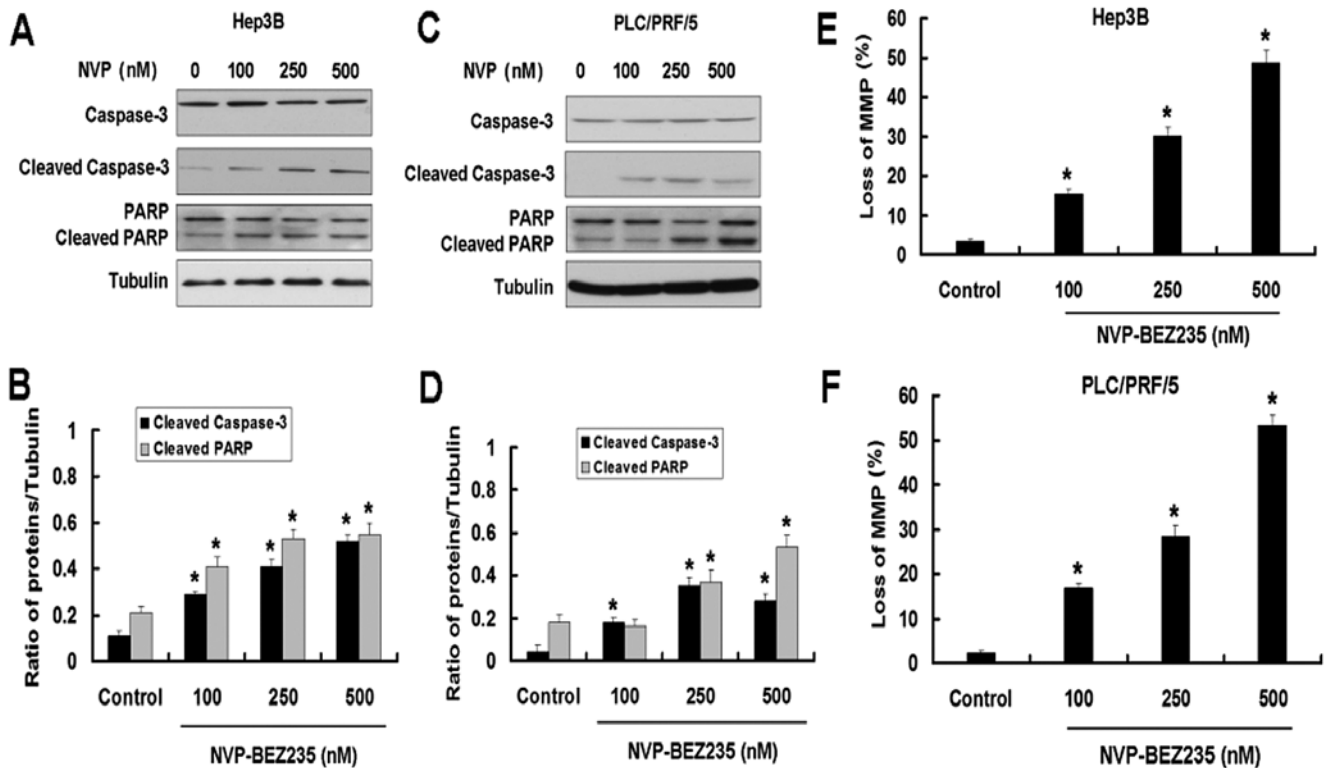 A
Hep3B
NVP (nM) 0 100 250 500
Caspase-3
Cleaved Caspase-3
PARP
Cleaved PARP
Tubulin
C
PLC/PRF/5
NVP (nM) 0 100 250 500
Caspase-3
Cleaved Caspase-3
PARP
Cleaved PARP
Tubulin
E
Hep3B
Loss of MMP (%)
60
50
40
30
20
10
0
* * *
Control 100 250 500
NVP-BEZ235 (nM)
B
Ratio of proteins/Tubulin
Cleaved Caspase-3
Cleaved PARP
1
0.8
0.6
0.4
0.2
0
* * * * * *
Control 100 250 500
NVP-BEZ235 (nM)
D
Ratio of proteins/Tubulin
Cleaved Caspase-3
Cleaved PARP
1
0.8
0.6
0.4
0.2
0
* * * * *
Control 100 250 500
NVP-BEZ235 (nM)
F
PLC/PRF/5
Loss of MMP (%)
60
50
40
30
20
10
0
* * *
Control 100 250 500
NVP-BEZ235 (nM)